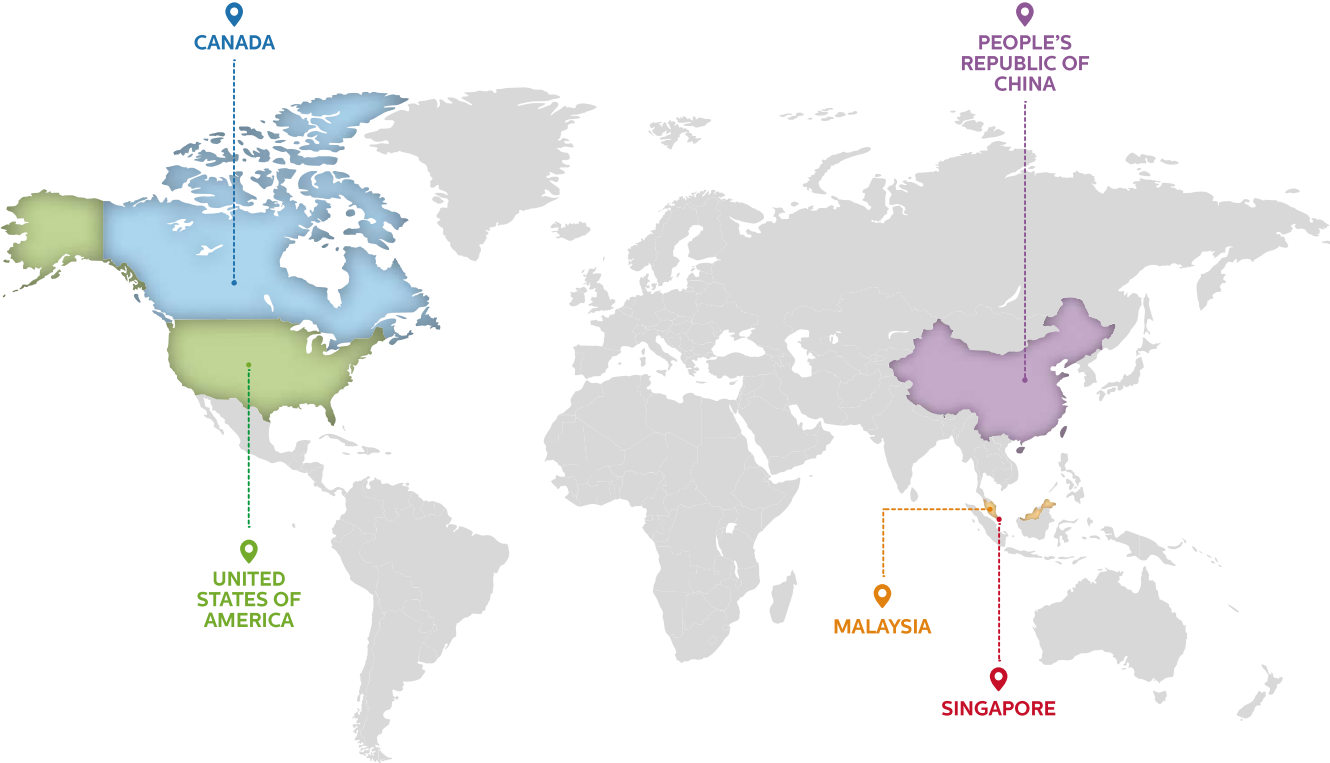 CANADA
PEOPLE'S
REPUBLIC OF
CHINA
UNITED
STATES OF
AMERICA
MALAYSIA
SINGAPORE